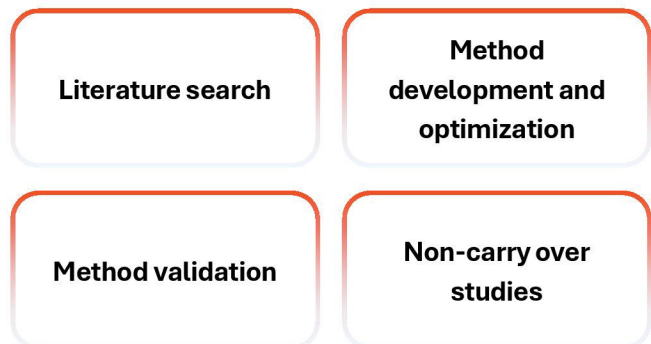 Literature search
Method
development and
optimization
Method validation
Non-carry over
studies